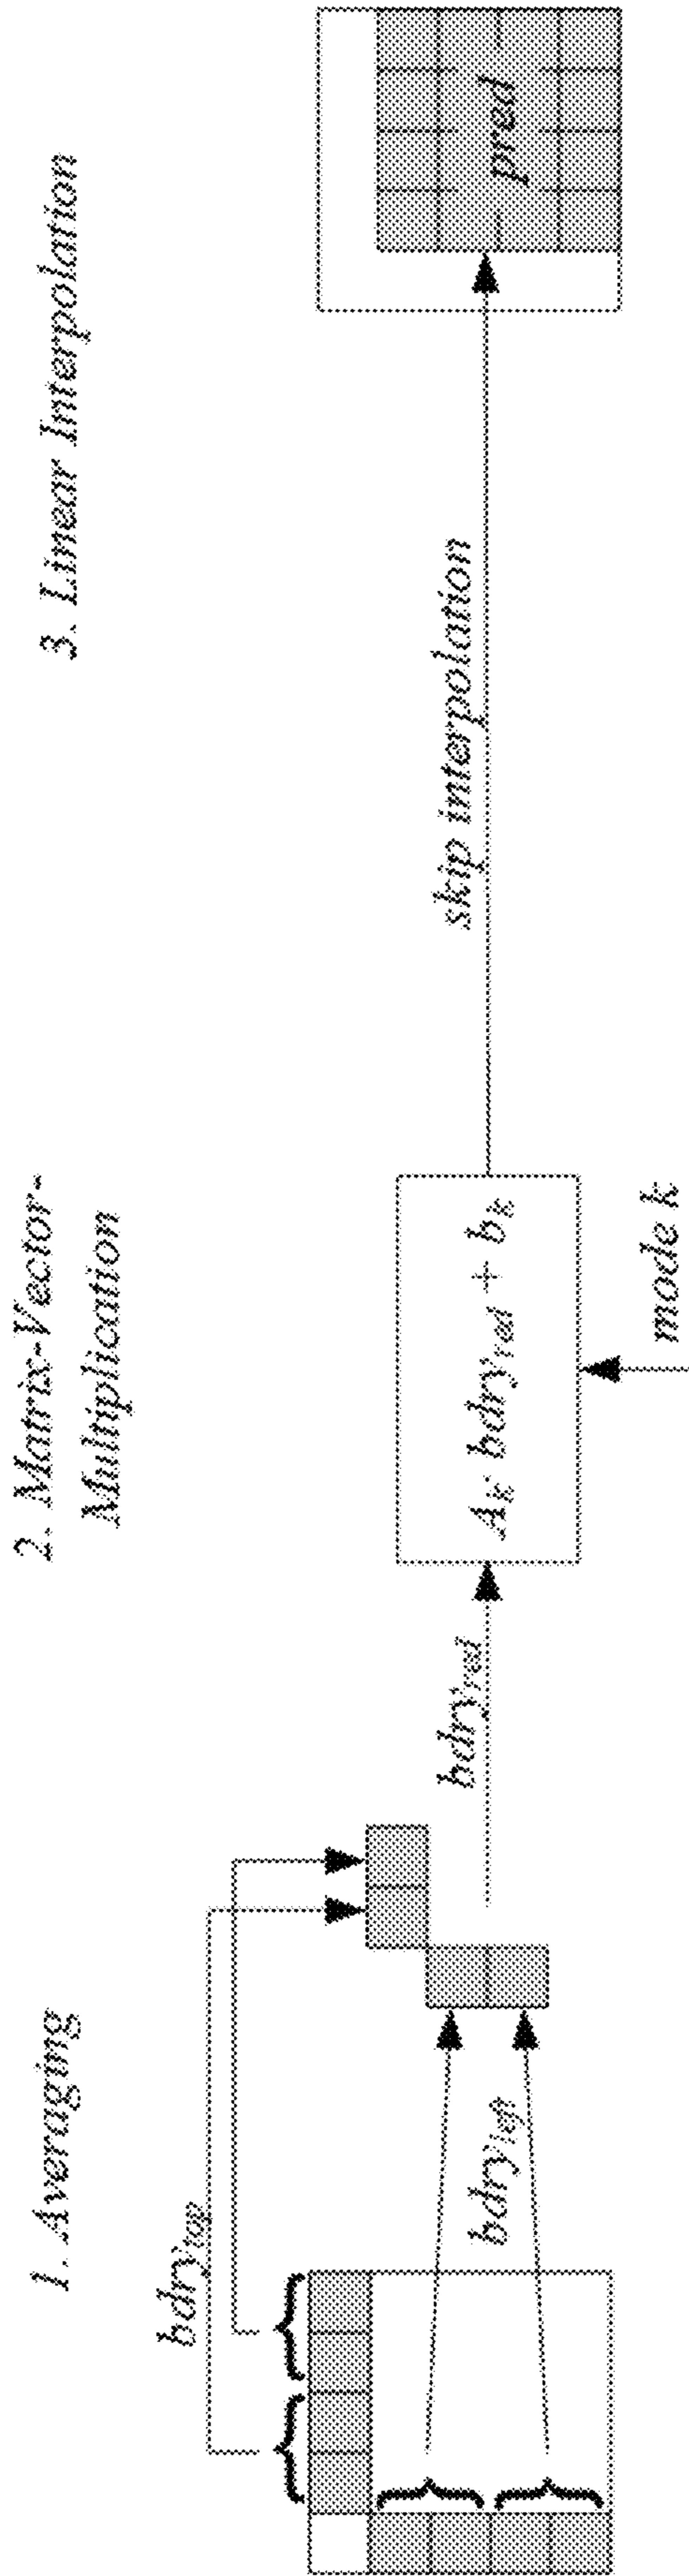 1. Averaging
2. Matrix-Vector-
Multiplication
3. Linear Interpolation
bdry_top
bdry_left
bdry_red
A_k · bdry_red + b_k
mode k
skip interpolation
pred